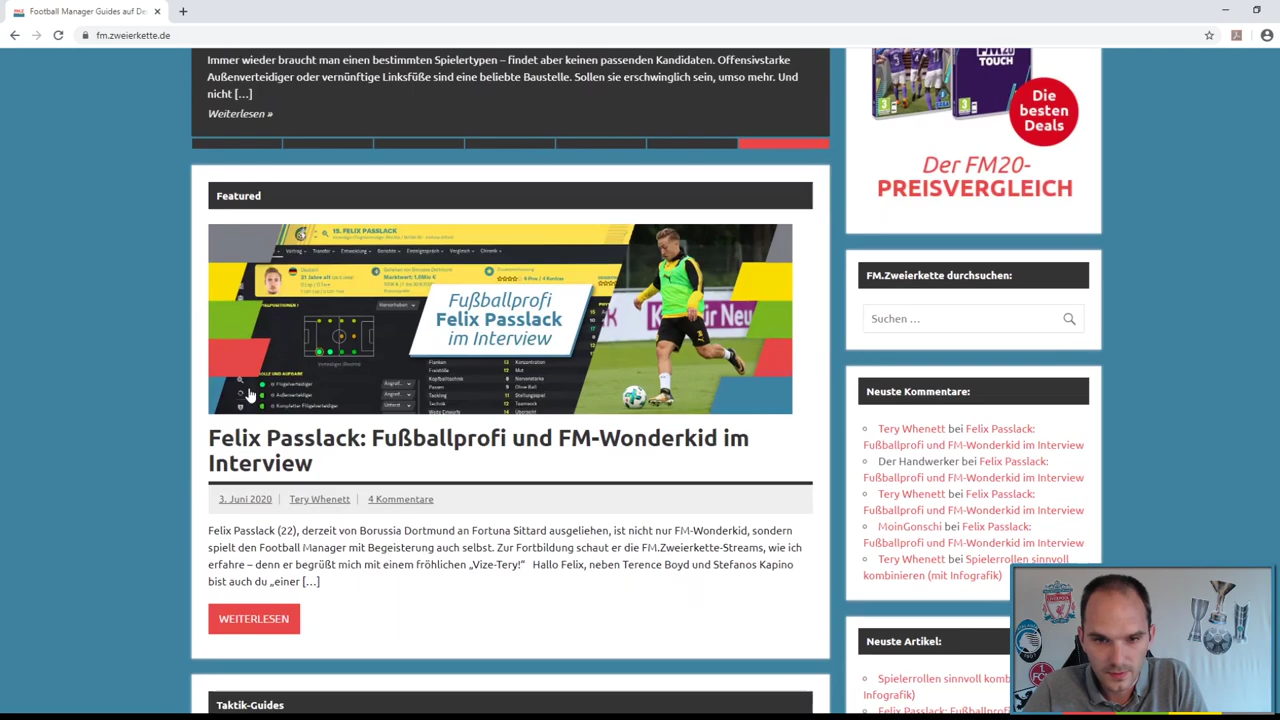 Football Manager Guides auf De
fm.zweierkette.de
Immer wieder braucht man einen bestimmten Spielertypen – findet aber keinen passenden Kandidaten. Offensivstarke
Außenverteidiger oder vernünftige Linksfüße sind eine beliebte Baustelle. Sollen sie erschwinglich sein, umso mehr. Und
nicht […]
Weiterlesen »
FM20
TOUCH
Die
besten
Deals
Der FM20-
PREISVERGLEICH
Featured
15. FELIX PASSLACK
Fußballprofi
Felix Passlack
im Interview
Felix Passlack: Fußballprofi und FM-Wonderkid im
Interview
3. Juni 2020 | Tery Whenett | 4 Kommentare
Felix Passlack (22), derzeit von Borussia Dortmund an Fortuna Sittard ausgeliehen, ist nicht nur FM-Wonderkid, sondern
spielt den Football Manager mit Begeisterung auch selbst. Zur Fortbildung schaut er die FM.Zweierkette-Streams, wie ich
erfahre – denn er begrüßt mich mit einem fröhlichen „Vize-Tery!“ Hallo Felix, neben Terence Boyd und Stefanos Kapino
bist auch du „einer […]
WEITERLESEN
Taktik-Guides
FM.Zweierkette durchsuchen:
Suchen …
Neuste Kommentare:
Tery Whenett bei Felix Passlack:
Fußballprofi und FM-Wonderkid im Interview
Der Handwerker bei Felix Passlack:
Fußballprofi und FM-Wonderkid im Interview
Tery Whenett bei Felix Passlack:
Fußballprofi und FM-Wonderkid im Interview
MoinGonschi bei Felix Passlack:
Fußballprofi und FM-Wonderkid im Interview
Tery Whenett bei Spielerrollen sinnvoll
kombinieren (mit Infografik)
Neuste Artikel:
Spielerrollen sinnvoll komb
Infografik)
Felix Passlack: Fußballprofi